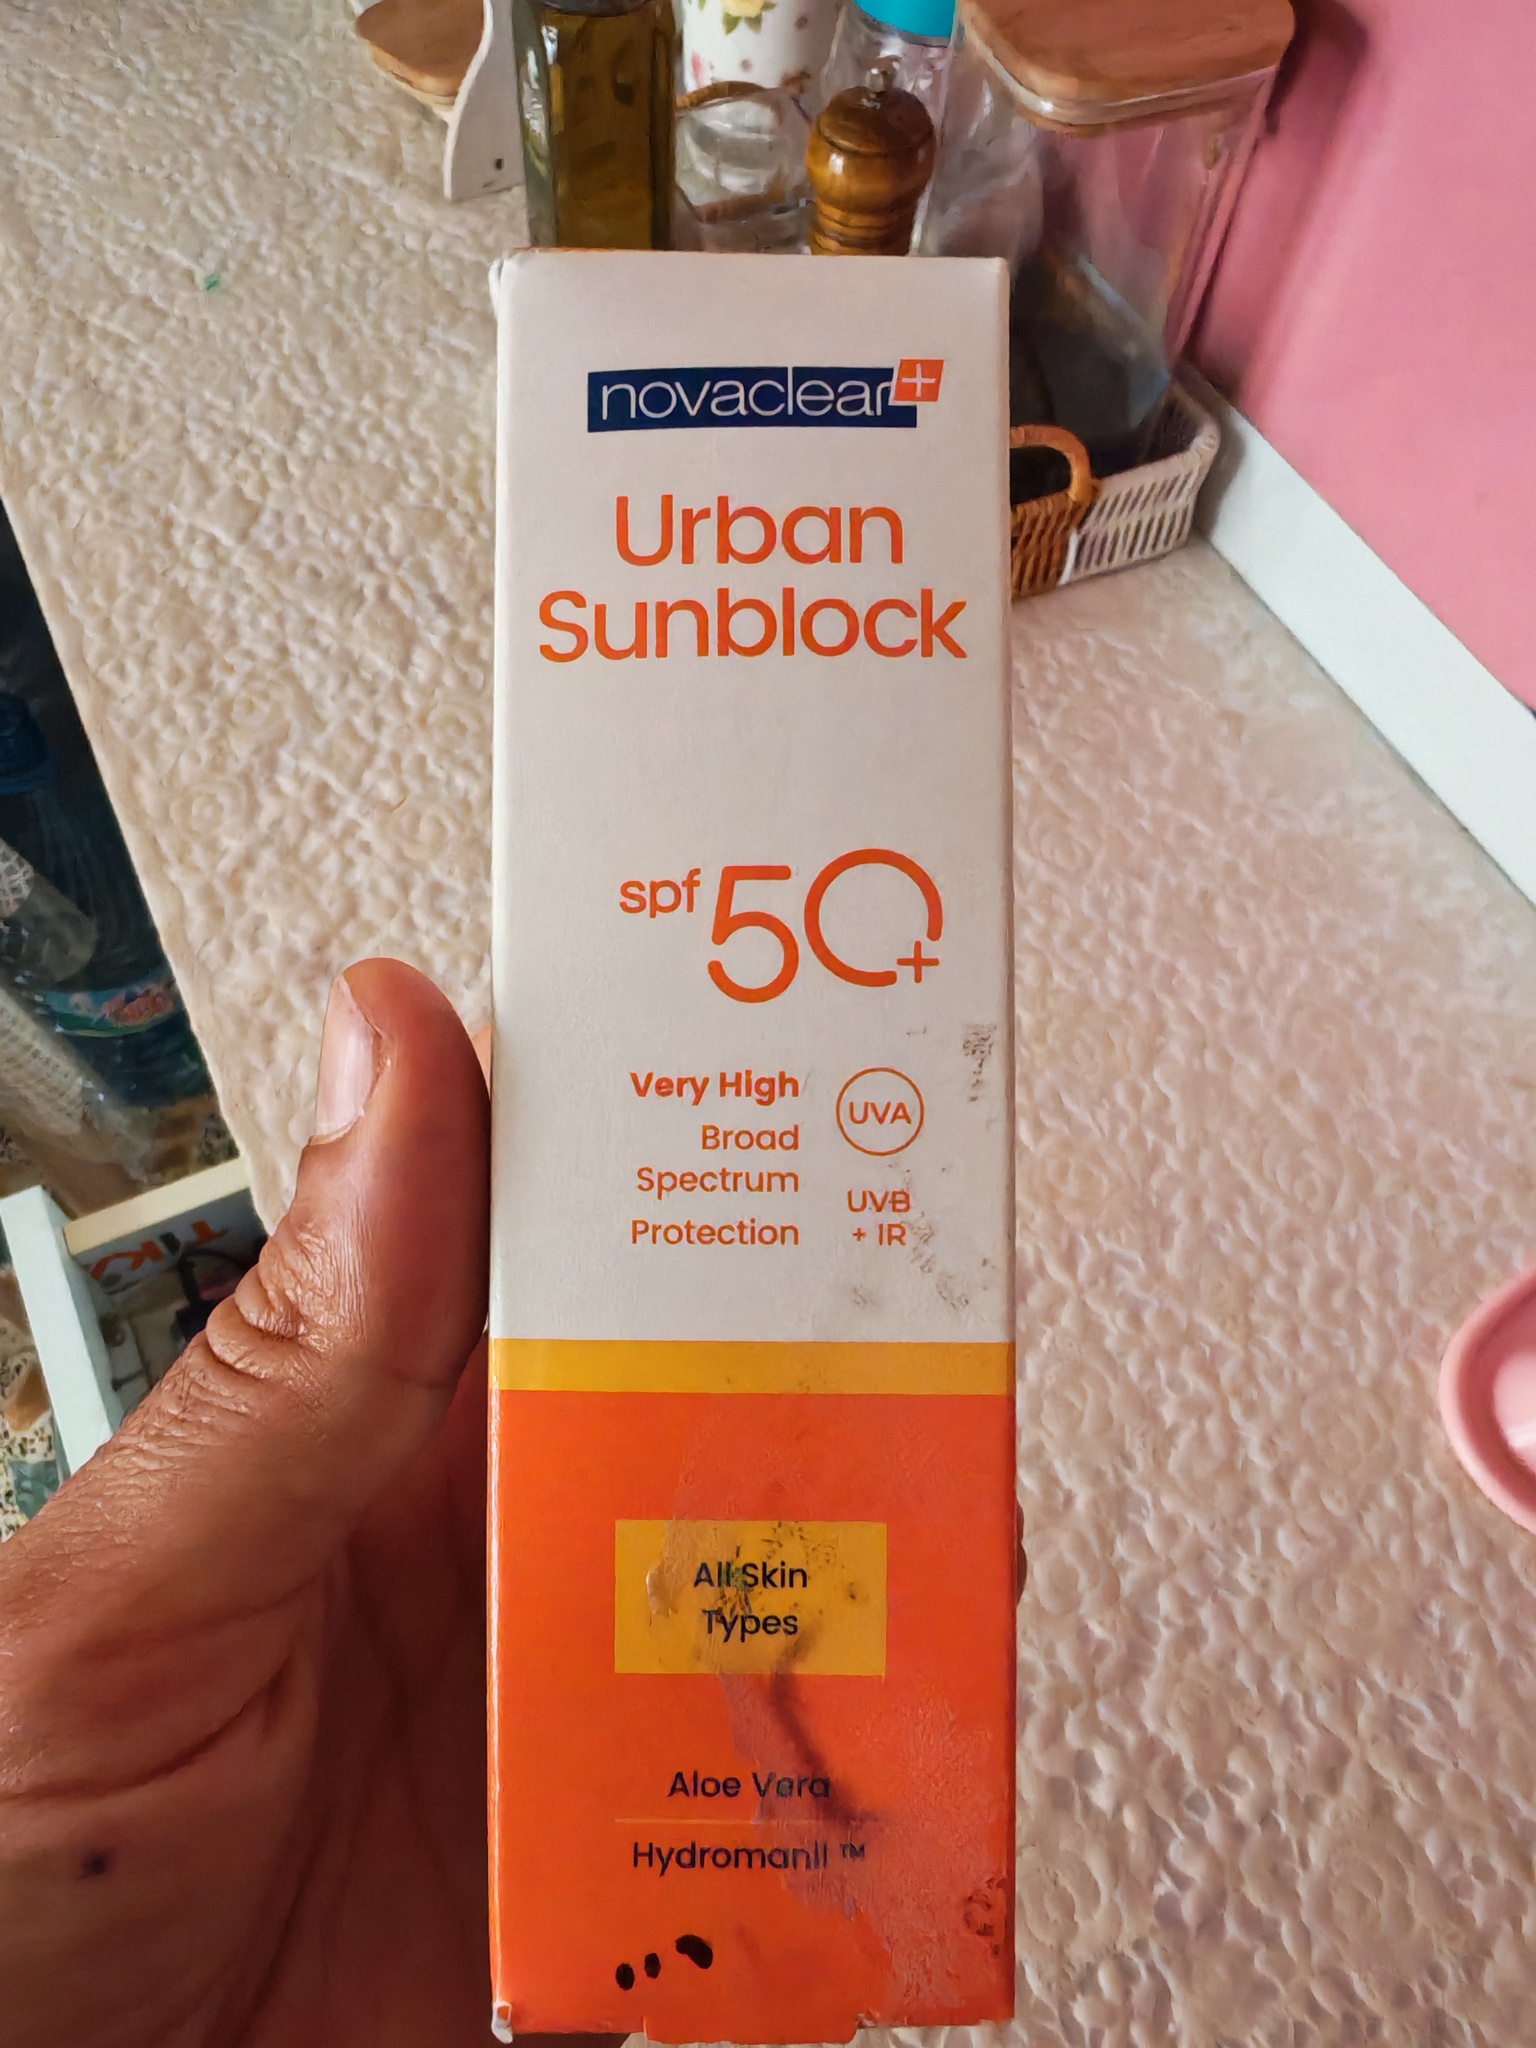 novaclear+
Urban
Sunblock
spf 50+
Very High
Broad
Spectrum
Protection
UVA
UVB
+ IR
All Skin
Types
Aloe Vera
Hydromanil ™